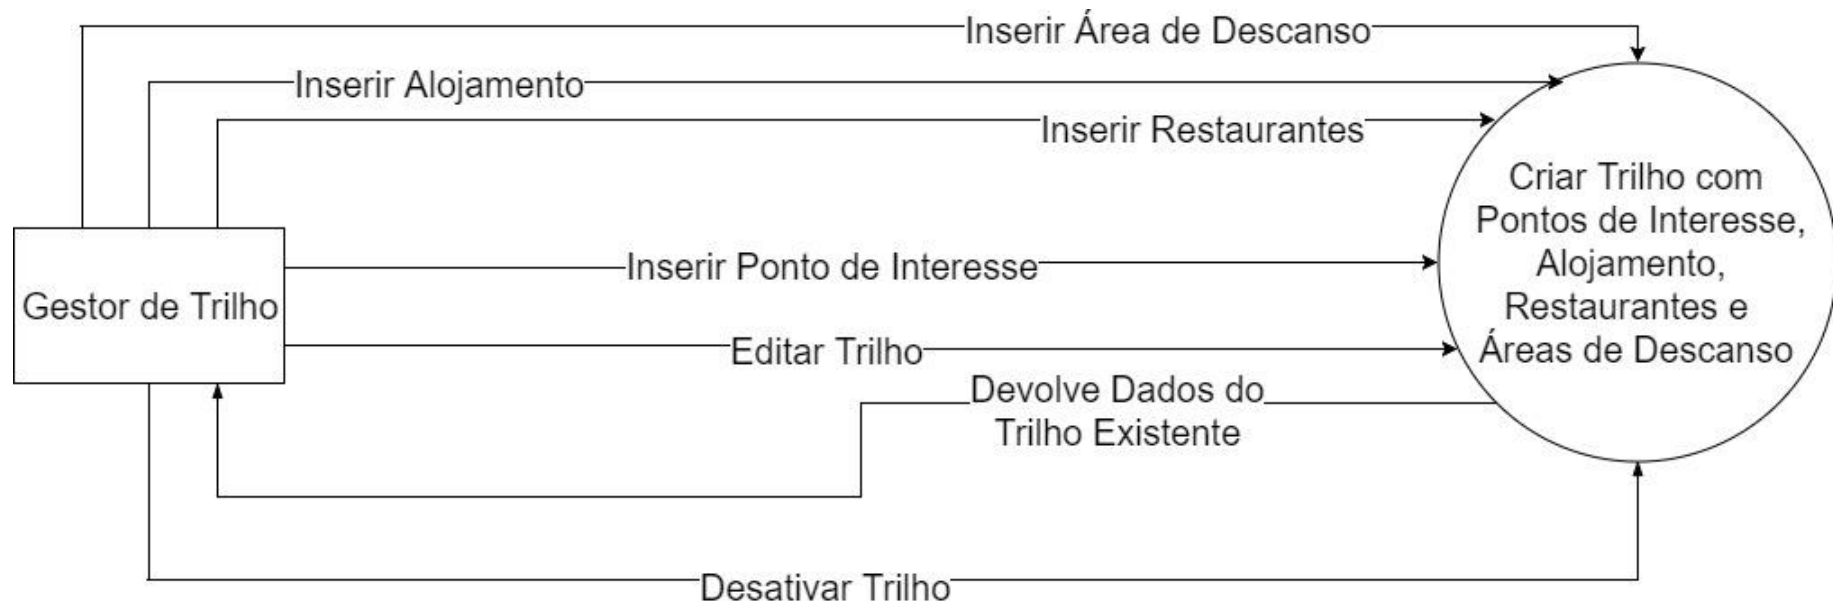 Inserir Área de Descanso
Inserir Alojamento
Inserir Restaurantes
Criar Trilho com
Pontos de Interesse,
Alojamento,
Restaurantes e
Áreas de Descanso
Inserir Ponto de Interesse
Gestor de Trilho
Editar Trilho
Devolve Dados do
Trilho Existente
Desativar Trilho